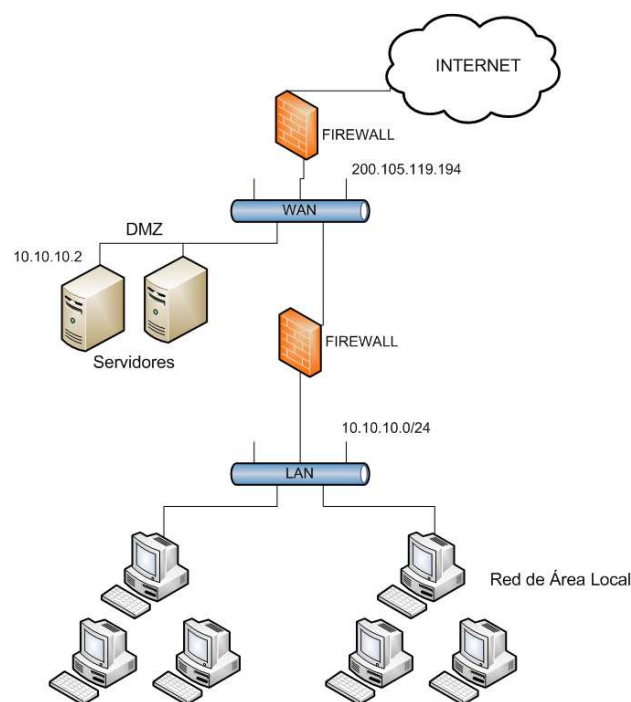 INTERNET
FIREWALL
200.105.119.194
WAN
DMZ
10.10.10.2
Servidores
FIREWALL
10.10.10.0/24
LAN
Red de Área Local